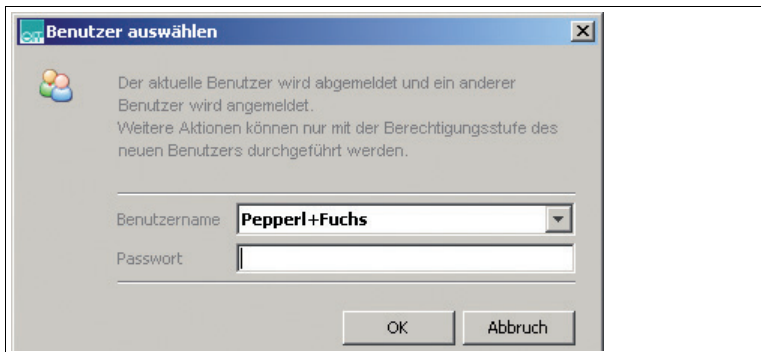 Benutzer auswählen
Der aktuelle Benutzer wird abgemeldet und ein anderer
Benutzer wird angemeldet.
Weitere Aktionen können nur mit der Berechtigungsstufe des
neuen Benutzers durchgeführt werden.
Benutzername Pepperl+Fuchs
Passwort
OK Abbruch